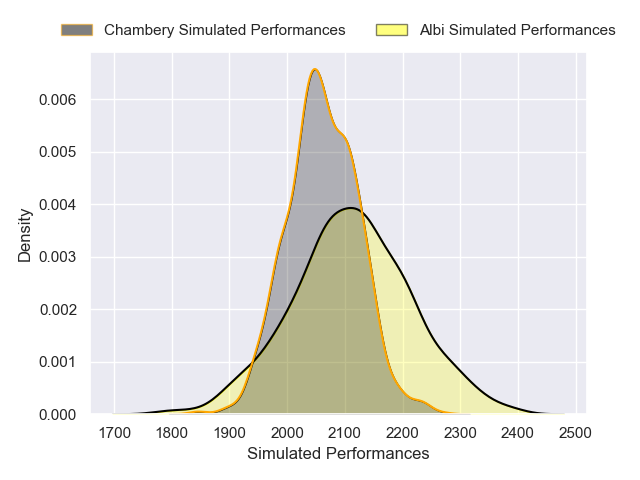 Chambery Simulated Performances Albi Simulated Performances
0.006
0.005
0.004
0.003
0.002
0.001
0.000
Density
1700 1800 1900 2000 2100 2200 2300 2400 2500
Simulated Performances